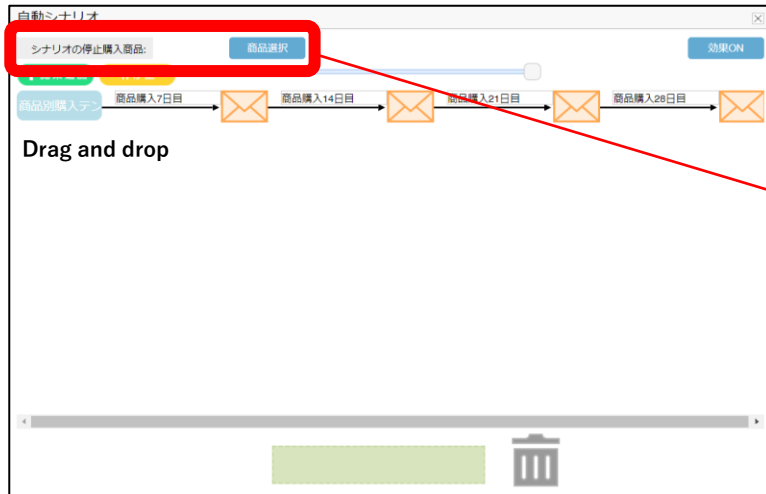 自動シナリオ
シナリオの停止購入商品:
商品選択
効果ON
商品別購入テン
商品購入7日目
商品購入14日目
商品購入21日目
商品購入28日目
Drag and drop